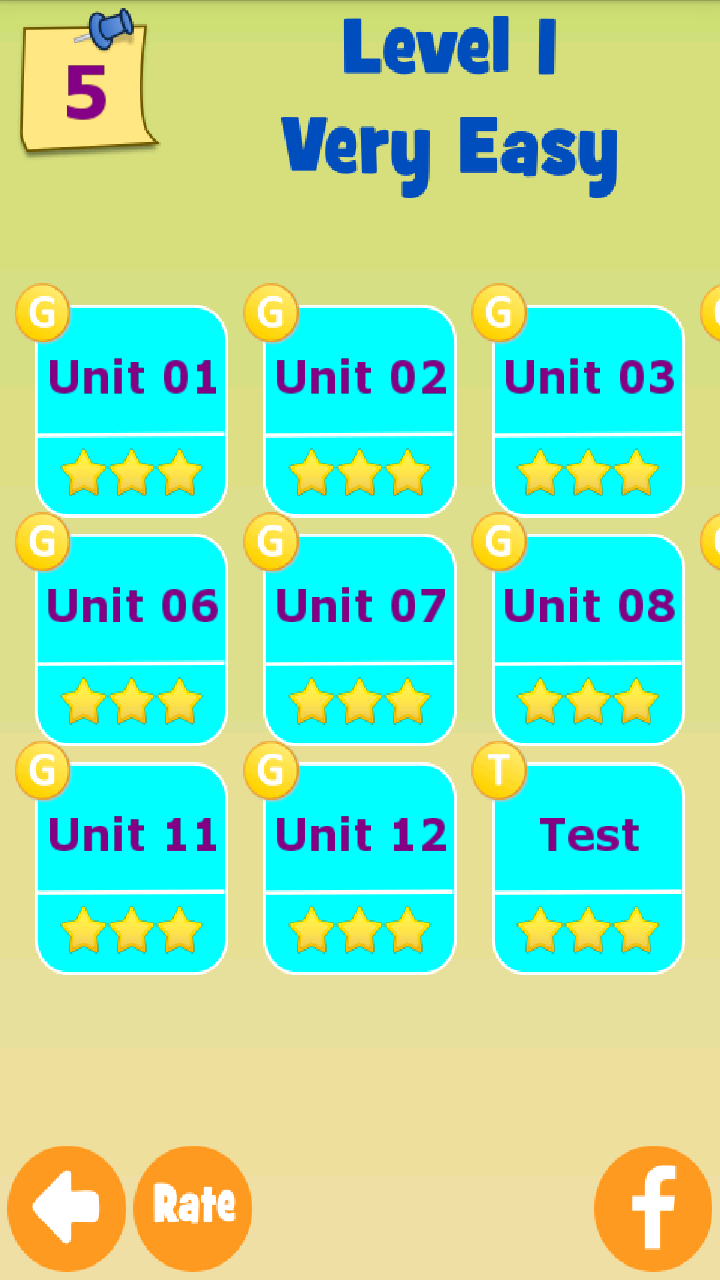 5
Level 1
Very Easy
G G G
Unit 01 Unit 02 Unit 03
G G G
Unit 06 Unit 07 Unit 08
G G T
Unit 11 Unit 12 Test
Rate f